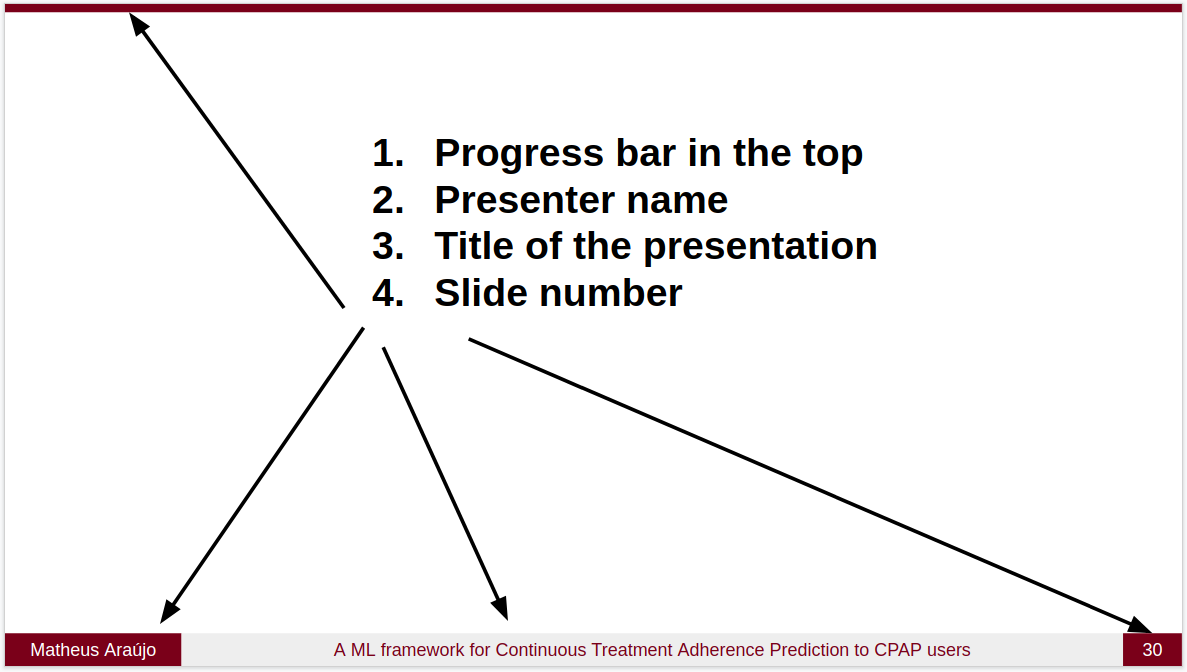 1. Progress bar in the top
2. Presenter name
3. Title of the presentation
4. Slide number
Matheus Araújo
A ML framework for Continuous Treatment Adherence Prediction to CPAP users
30